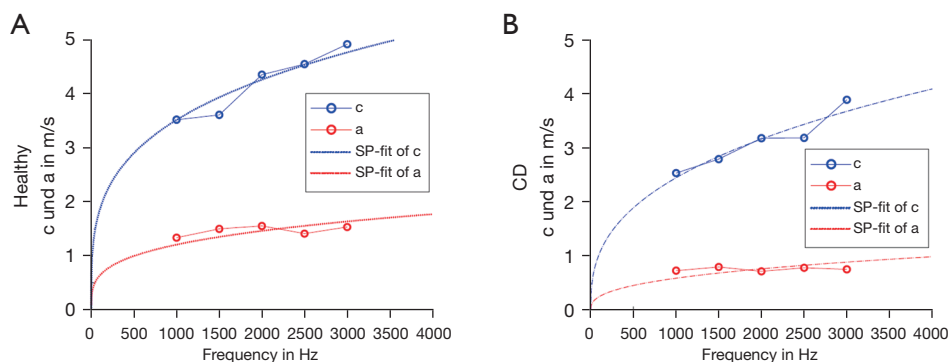 A
Healthy
c und a in m/s
5
4
3
2
1
0
c
a
SP-fit of c
SP-fit of a
0 500 1000 1500 2000 2500 3000 3500 4000
Frequency in Hz
B
CD
c und a in m/s
5
4
3
2
1
0
c
a
SP-fit of c
SP-fit of a
0 500 1000 1500 2000 2500 3000 3500 4000
Frequency in Hz